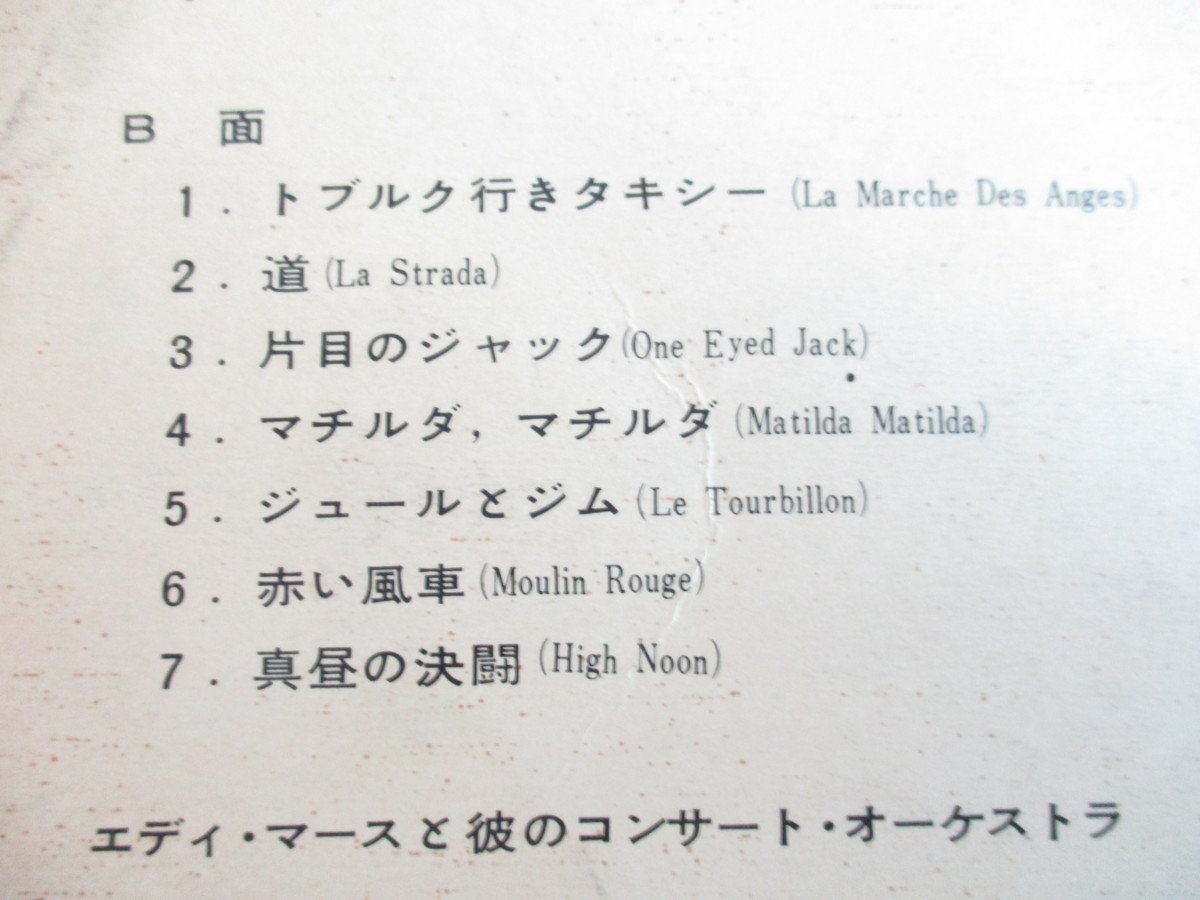 B 面
1. トブルク行きタキシー (La Marche Des Anges)
2. 道 (La Strada)
3. 片目のジャック (One Eyed Jack)
4. マチルダ, マチルダ (Matilda Matilda)
5. ジュールとジム (Le Tourbillon)
6. 赤い風車 (Moulin Rouge)
7. 真昼の決闘 (High Noon)
エディ・マースと彼のコンサート・オーケストラ